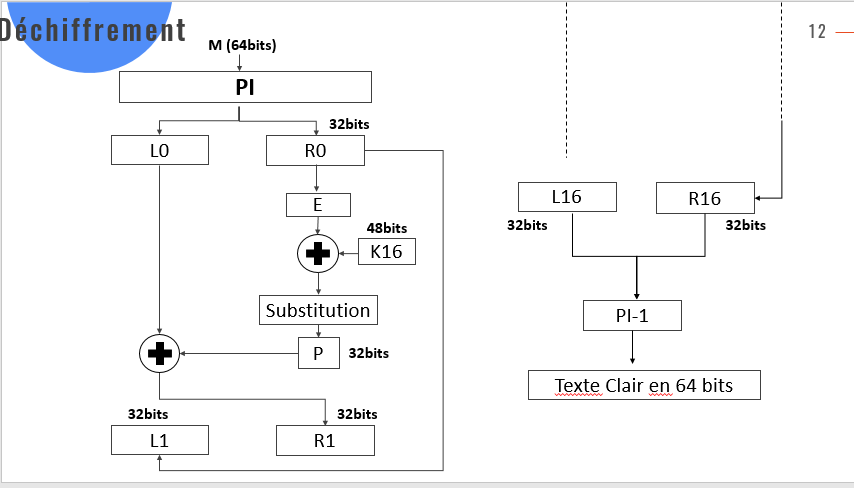 Déchiffrement
12
M (64bits)
PI
32bits
L0
R0
E
48bits
K16
Substitution
P
32bits
32bits
32bits
L1
R1
L16
R16
32bits
32bits
PI-1
Texte Clair en 64 bits